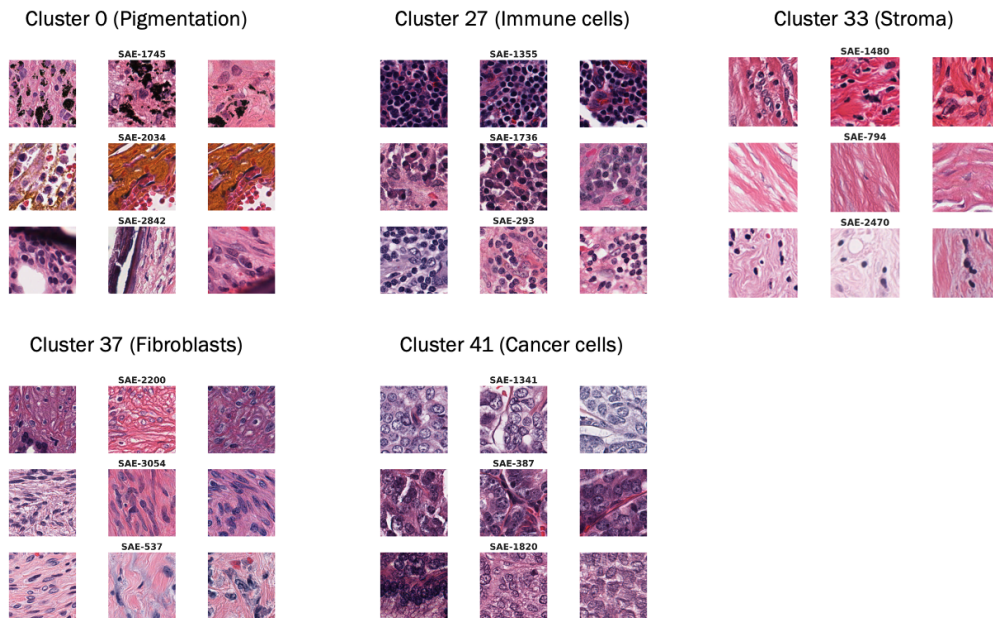 Cluster 0 (Pigmentation)
SAE-1745
SAE-2034
SAE-2842
Cluster 27 (Immune cells)
SAE-1355
SAE-1736
SAE-293
Cluster 33 (Stroma)
SAE-1480
SAE-794
SAE-2470
Cluster 37 (Fibroblasts)
SAE-2200
SAE-3054
SAE-537
Cluster 41 (Cancer cells)
SAE-1341
SAE-387
SAE-1820